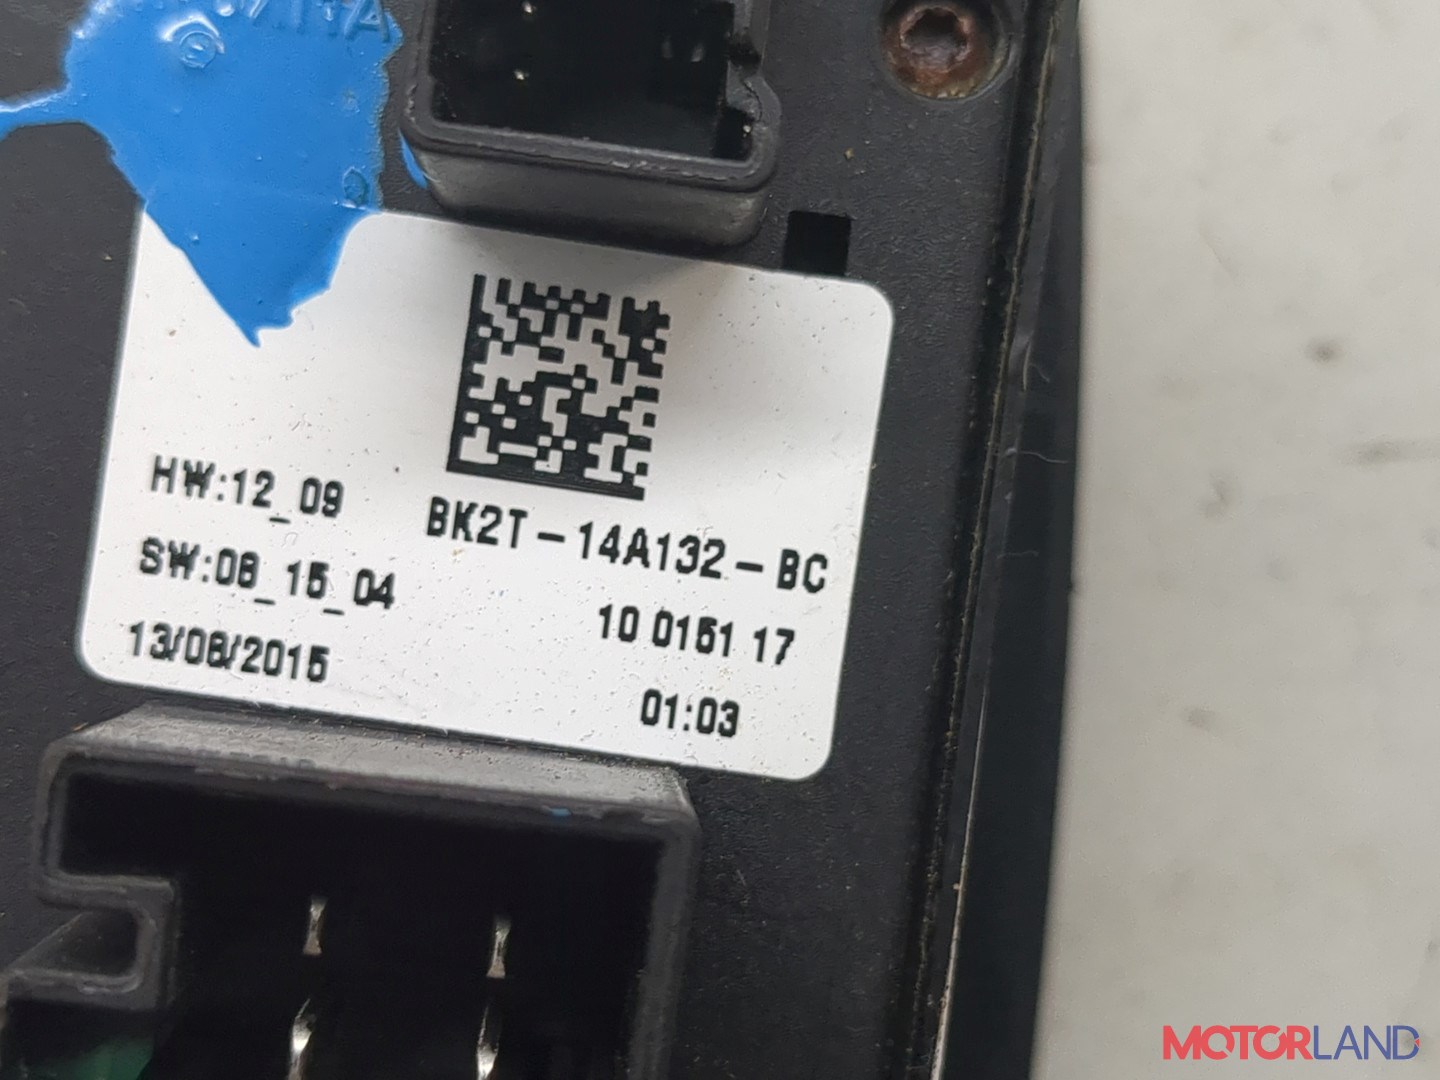 HW:12_09
BK2T-14A132-BC
SW:08_15_04
10 0151 17
13/08/2015
01:03
MOTORLAND